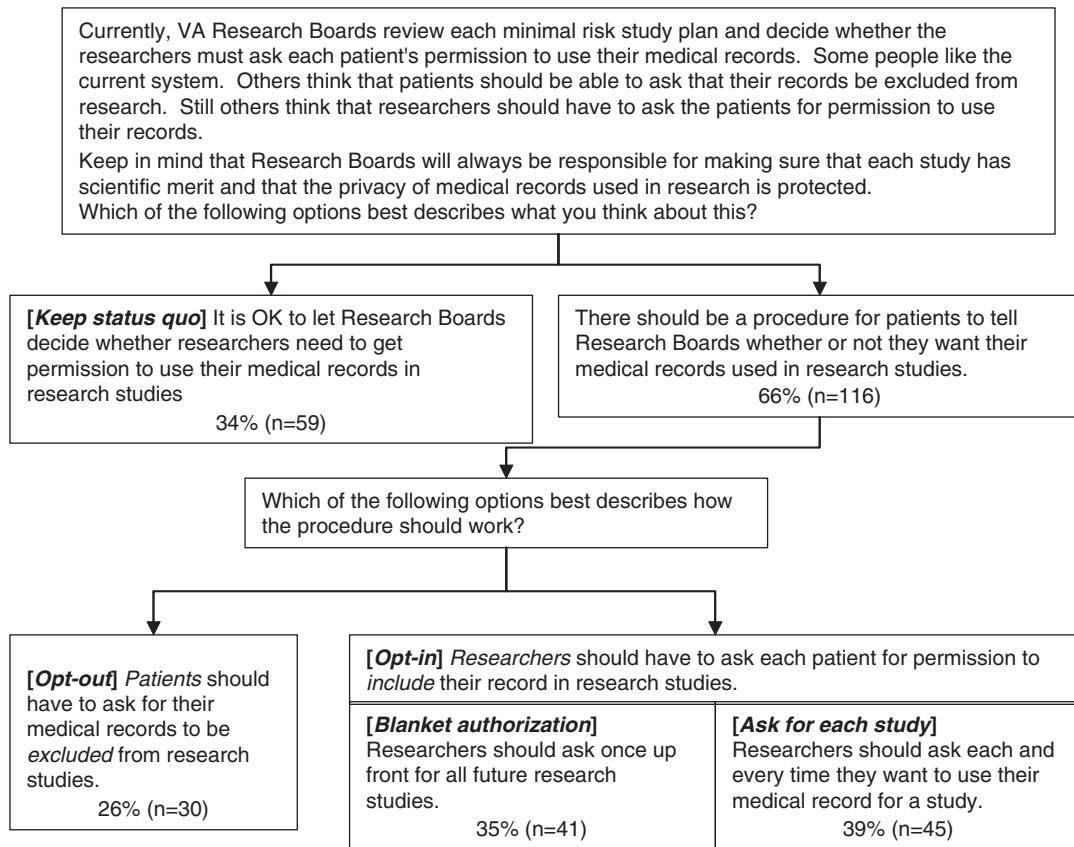 Currently, VA Research Boards review each minimal risk study plan and decide whether the
researchers must ask each patient's permission to use their medical records.  Some people like the
current system.  Others think that patients should be able to ask that their records be excluded from
research.  Still others think that researchers should have to ask the patients for permission to use
their records.
Keep in mind that Research Boards will always be responsible for making sure that each study has
scientific merit and that the privacy of medical records used in research is protected.
Which of the following options best describes what you think about this?
[Keep status quo] It is OK to let Research Boards
decide whether researchers need to get
permission to use their medical records in
research studies
34% (n=59)
There should be a procedure for patients to tell
Research Boards whether or not they want their
medical records used in research studies.
66% (n=116)
Which of the following options best describes how
the procedure should work?
[Opt-out] Patients should
have to ask for their
medical records to be
excluded from research
studies.
26% (n=30)
[Opt-in] Researchers should have to ask each patient for permission to
include their record in research studies.
[Blanket authorization]
Researchers should ask once up
front for all future research
studies.
35% (n=41)
[Ask for each study]
Researchers should ask each and
every time they want to use their
medical record for a study.
39% (n=45)